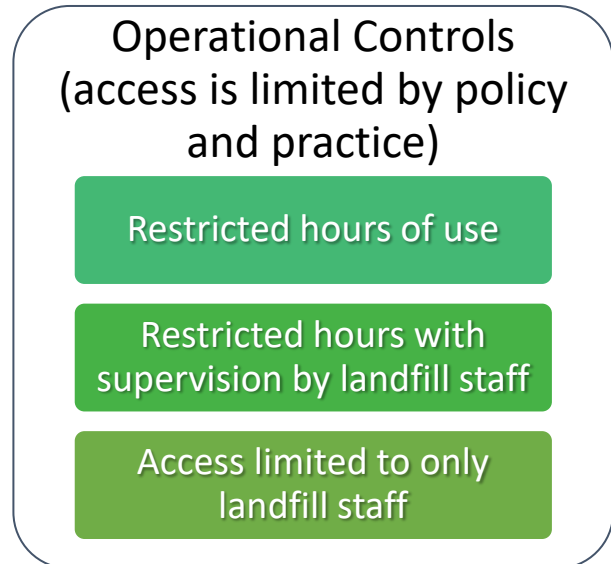 Operational Controls
(access is limited by policy
and practice)
Restricted hours of use
Restricted hours with
supervision by landfill staff
Access limited to only
landfill staff